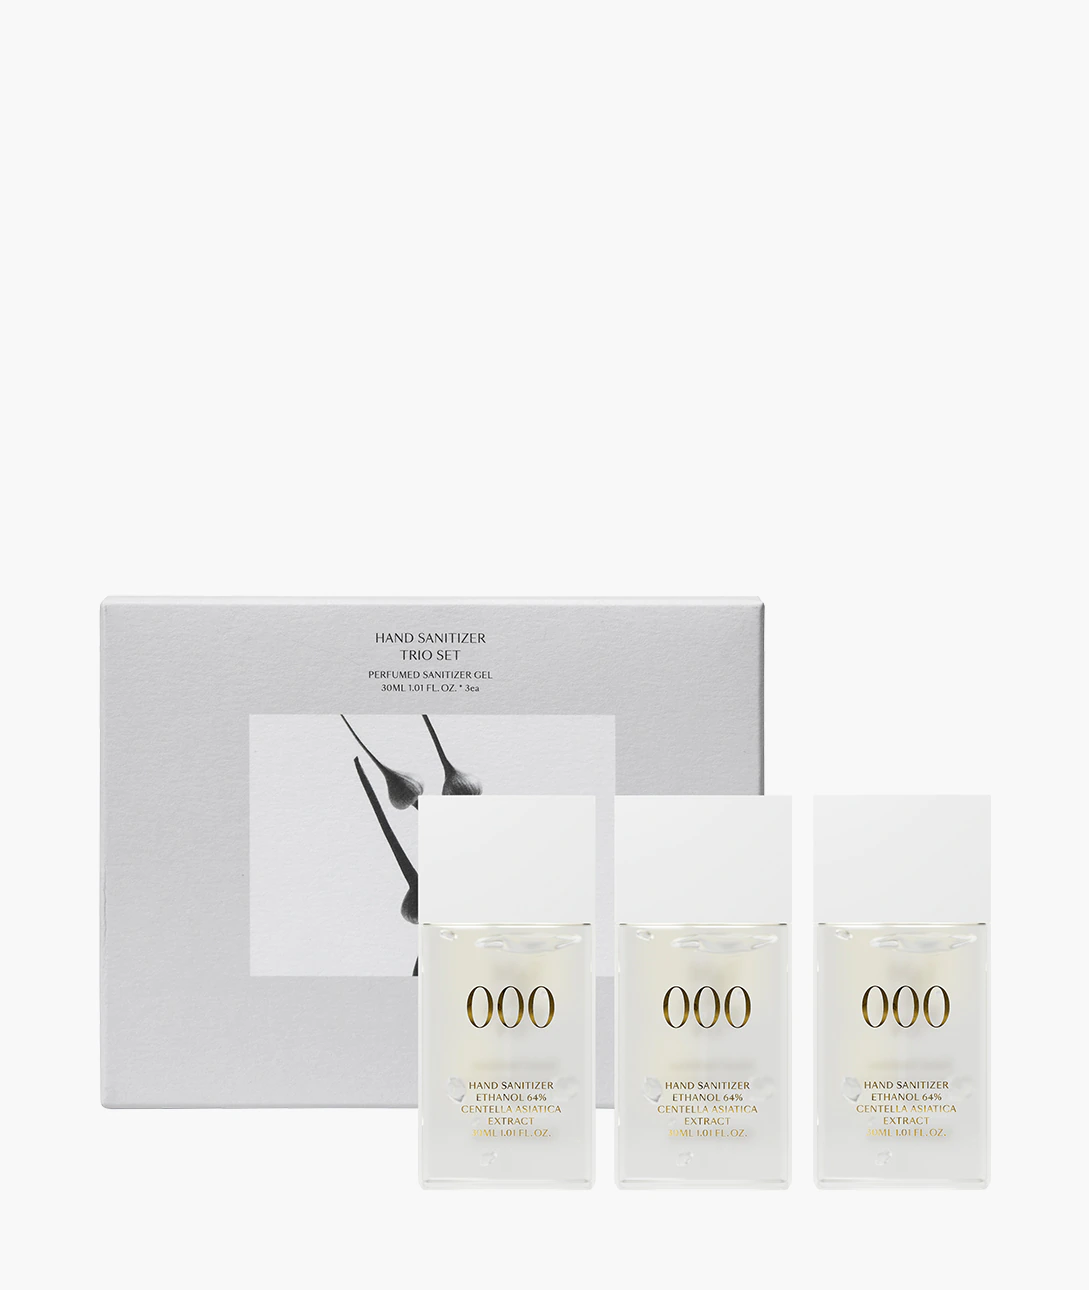 HAND SANITIZER
TRIO SET
PERFUMED SANITIZER GEL
30ML 1.01 FL. OZ. * 3ea
000
HAND SANITIZER
ETHANOL 64%
CENTELLA ASIATICA
EXTRACT
30ML 1.01 FL. OZ.
000
HAND SANITIZER
ETHANOL 64%
CENTELLA ASIATICA
EXTRACT
30ML 1.01 FL. OZ.
000
HAND SANITIZER
ETHANOL 64%
CENTELLA ASIATICA
EXTRACT
30ML 1.01 FL. OZ.